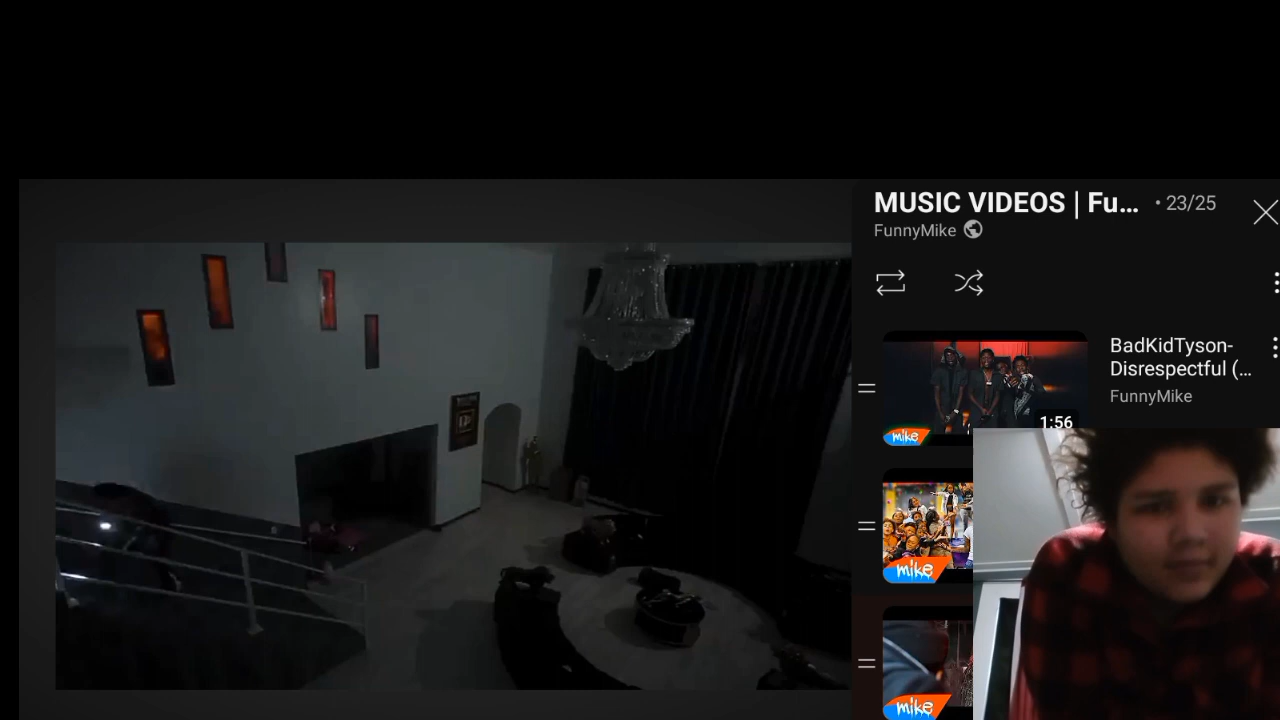 MUSIC VIDEOS | Fu… • 23/25
FunnyMike
BadKidTyson-
Disrespectful (…
FunnyMike
1:56
mike
mike
mike